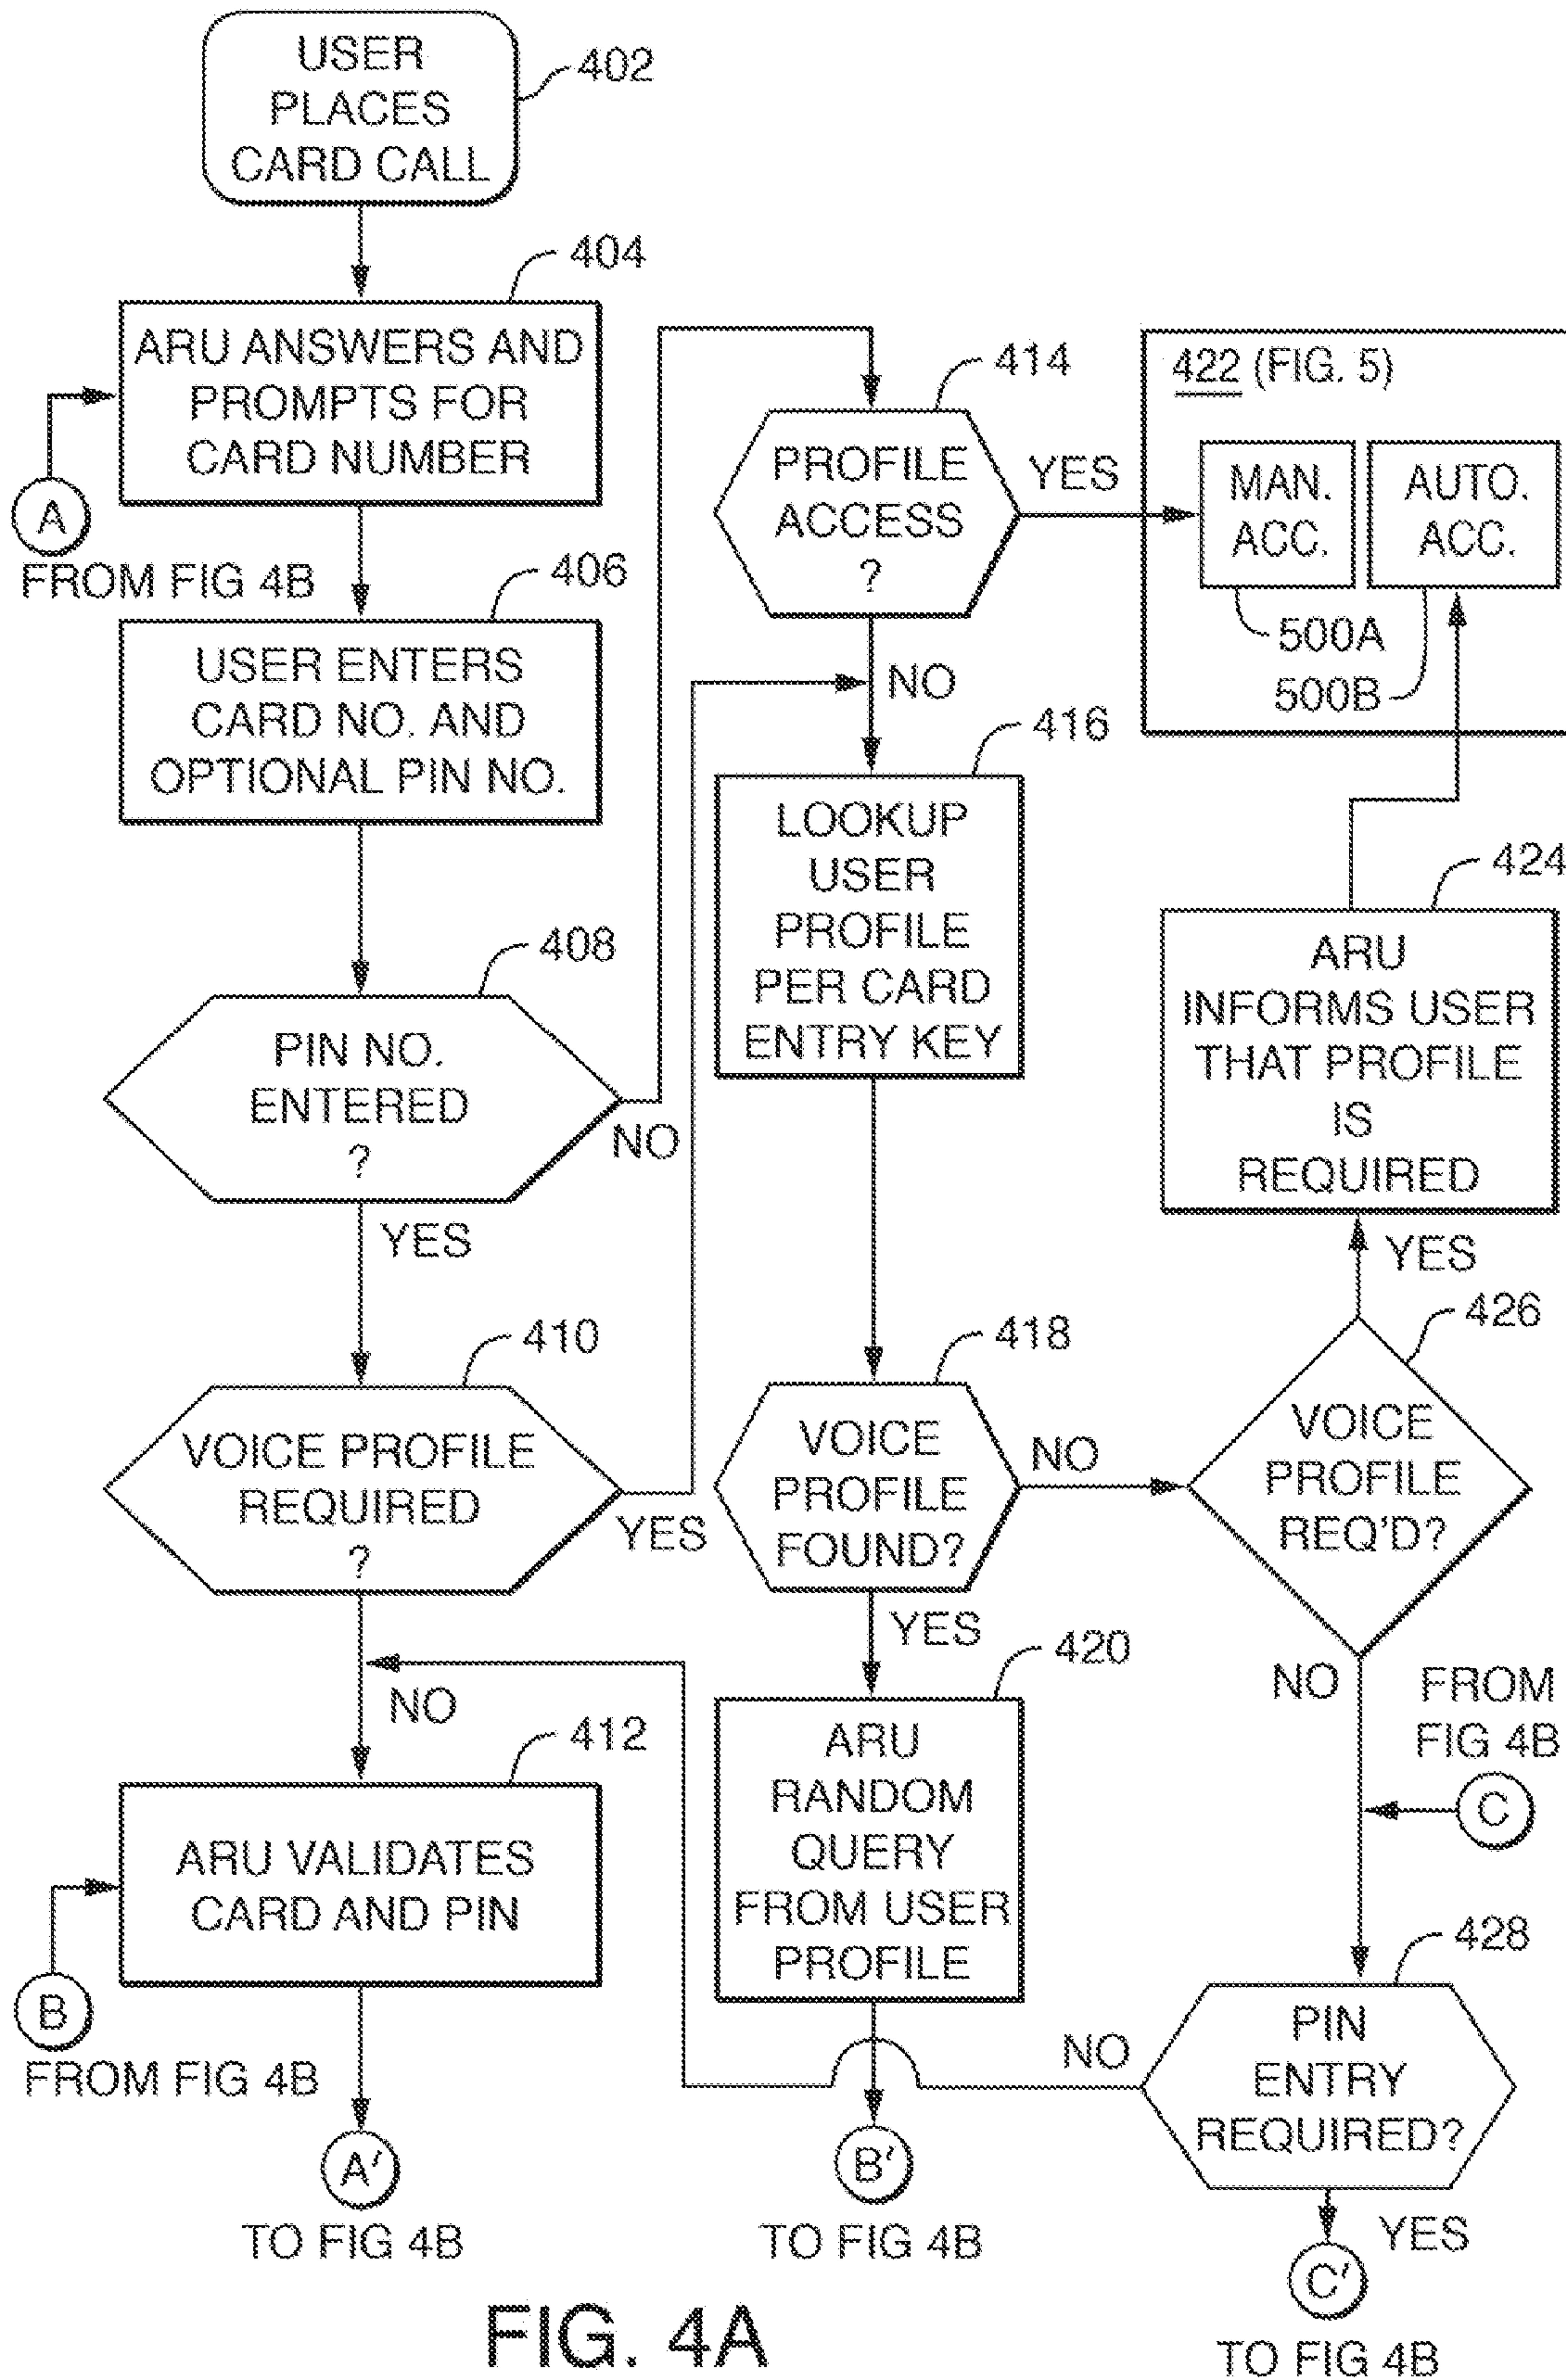 USER
PLACES
CARD CALL
402
404
ARU ANSWERS AND
PROMPTS FOR
CARD NUMBER
A
FROM FIG 4B
406
USER ENTERS
CARD NO. AND
OPTIONAL PIN NO.
408
PIN NO.
ENTERED
?
NO
YES
410
VOICE PROFILE
REQUIRED
?
YES
NO
412
ARU VALIDATES
CARD AND PIN
B
FROM FIG 4B
A'
TO FIG 4B
414
PROFILE
ACCESS
?
YES
NO
416
LOOKUP
USER
PROFILE
PER CARD
ENTRY KEY
418
VOICE
PROFILE
FOUND?
NO
YES
420
ARU
RANDOM
QUERY
FROM USER
PROFILE
B'
TO FIG 4B
422 (FIG. 5)
MAN.
ACC.
AUTO.
ACC.
500A
500B
424
ARU
INFORMS USER
THAT PROFILE
IS
REQUIRED
YES
426
VOICE
PROFILE
REQ'D?
NO
FROM
FIG 4B
C
428
PIN
ENTRY
REQUIRED?
NO
YES
C'
TO FIG 4B
FIG. 4A